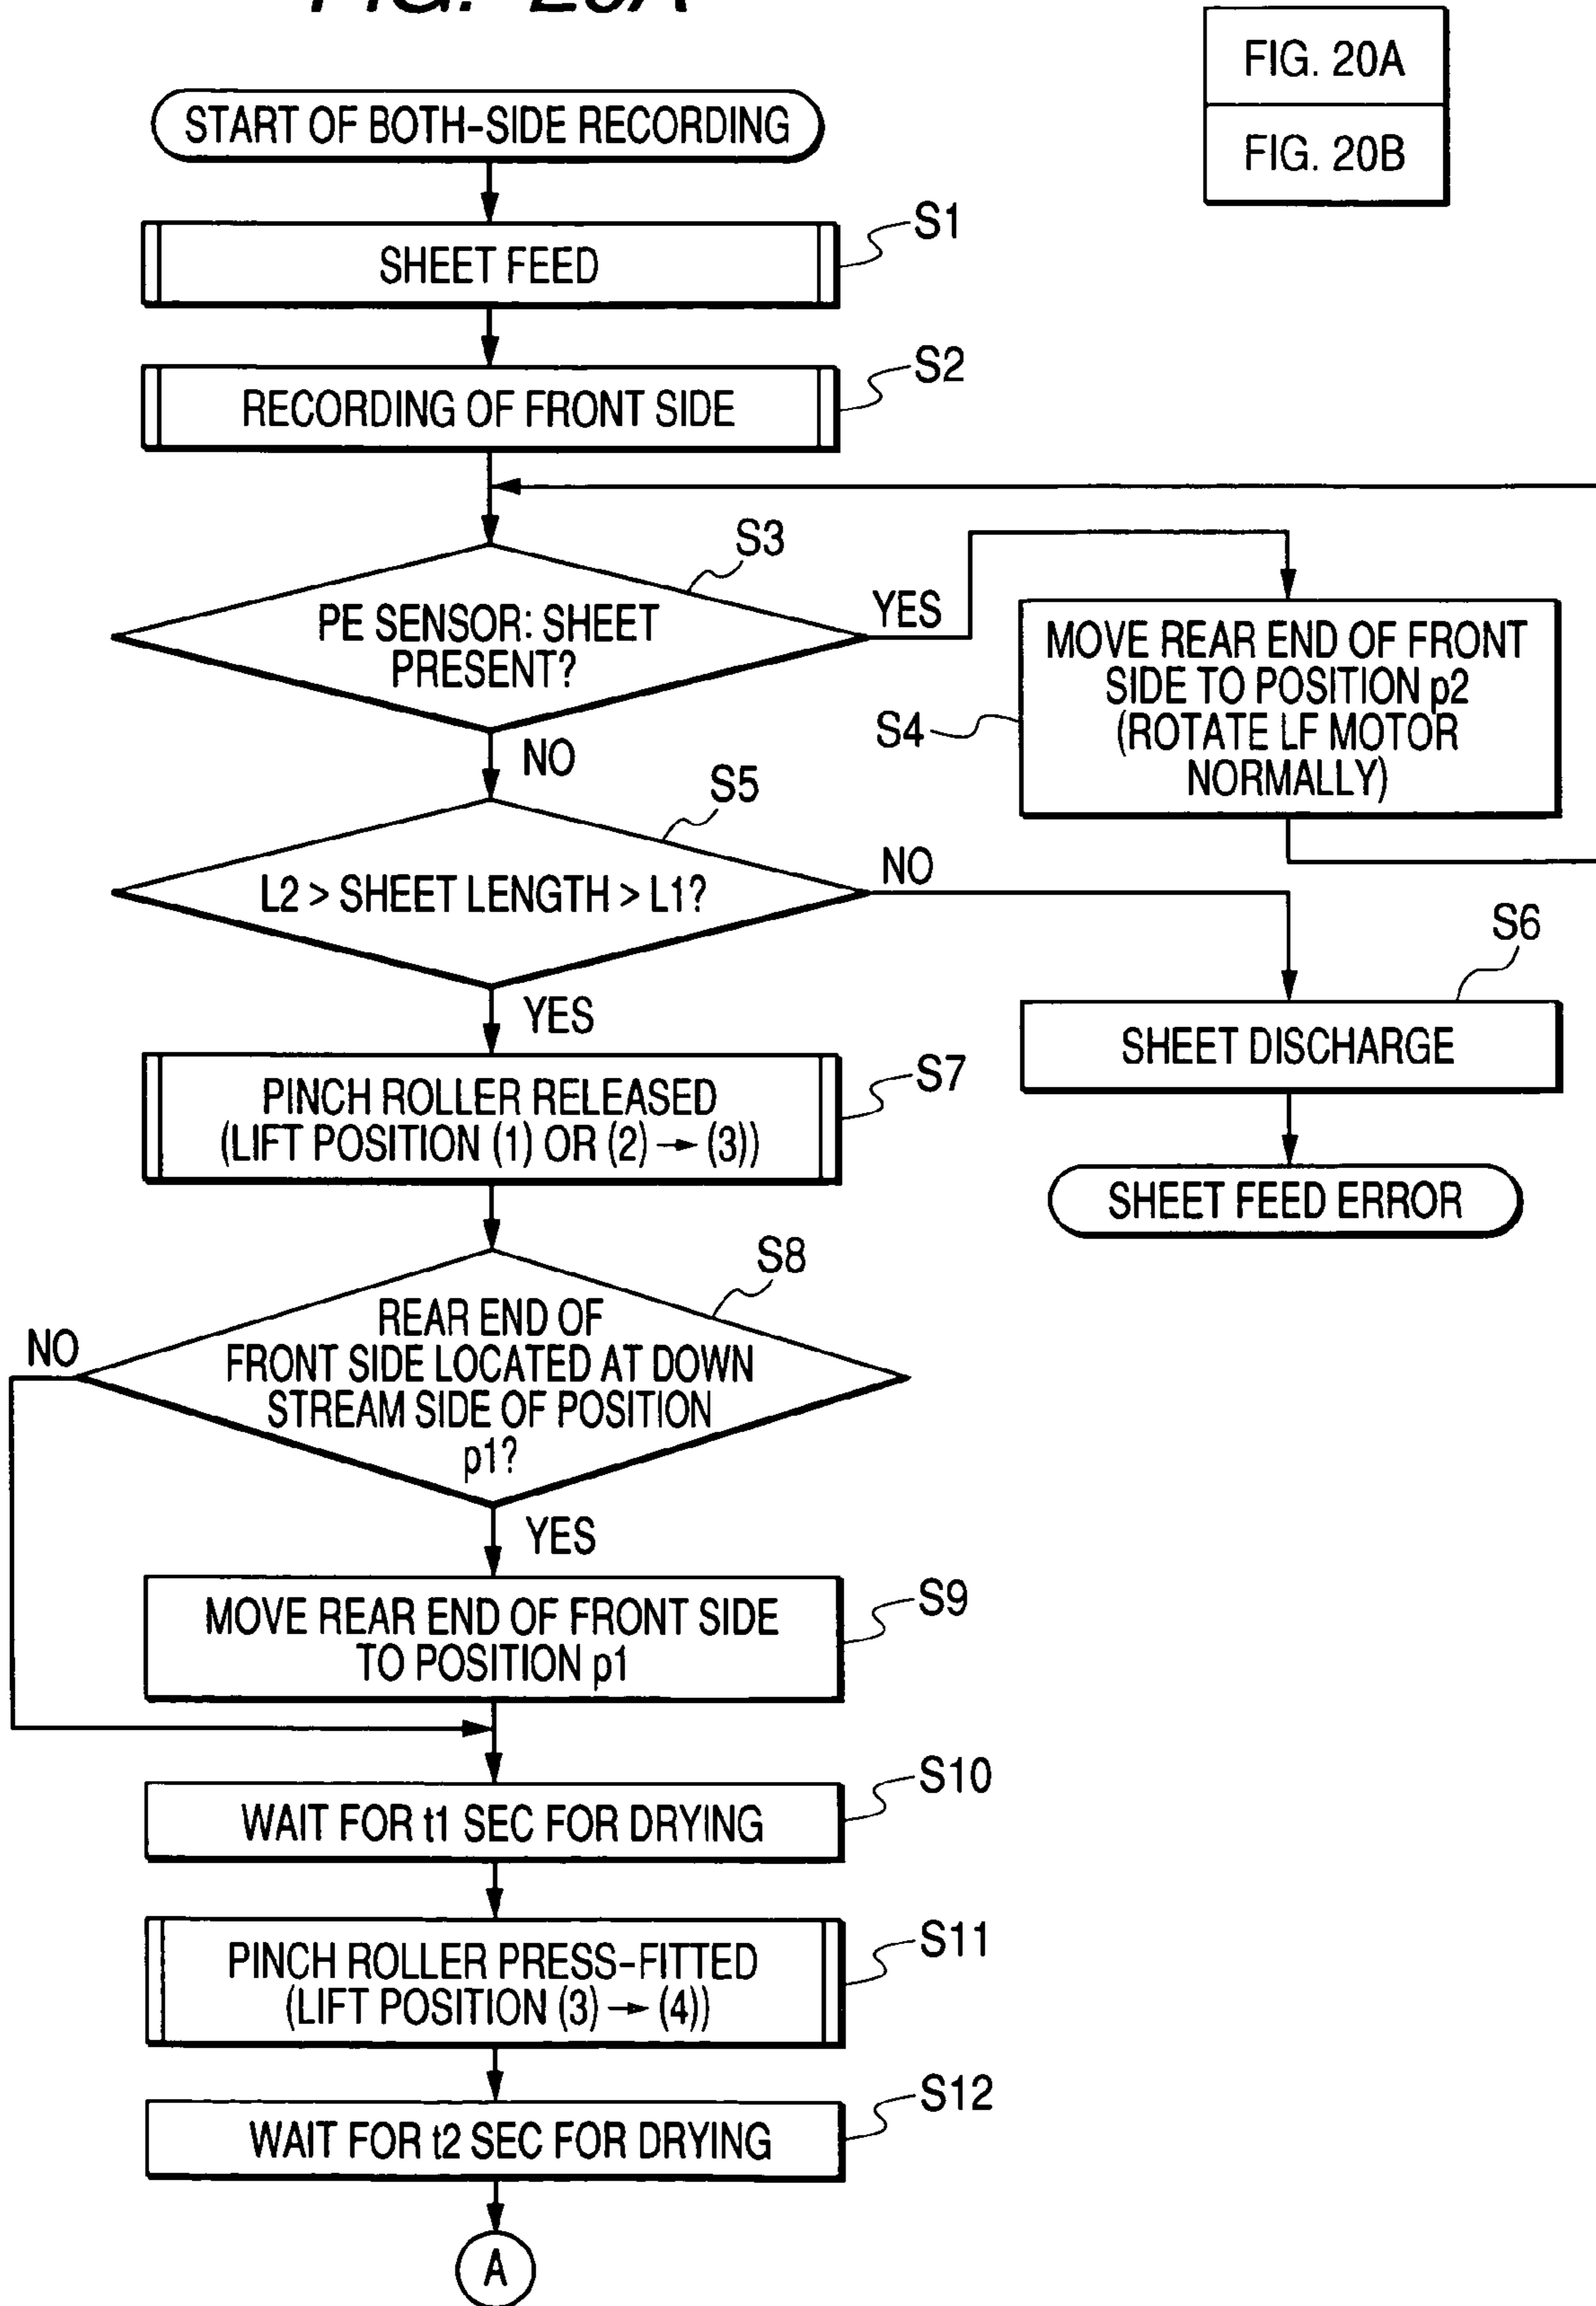 FIG. 20A
FIG. 20A
FIG. 20B
START OF BOTH-SIDE RECORDING
S1
SHEET FEED
S2
RECORDING OF FRONT SIDE
S3
PE SENSOR: SHEET
PRESENT?
YES
NO
S4
MOVE REAR END OF FRONT
SIDE TO POSITION p2
(ROTATE LF MOTOR
NORMALLY)
S5
L2 > SHEET LENGTH > L1?
NO
YES
S6
SHEET DISCHARGE
SHEET FEED ERROR
S7
PINCH ROLLER RELEASED
(LIFT POSITION (1) OR (2) → (3))
S8
REAR END OF
FRONT SIDE LOCATED AT DOWN
STREAM SIDE OF POSITION
p1?
NO
YES
S9
MOVE REAR END OF FRONT SIDE
TO POSITION p1
S10
WAIT FOR t1 SEC FOR DRYING
S11
PINCH ROLLER PRESS-FITTED
(LIFT POSITION (3) → (4))
S12
WAIT FOR t2 SEC FOR DRYING
A